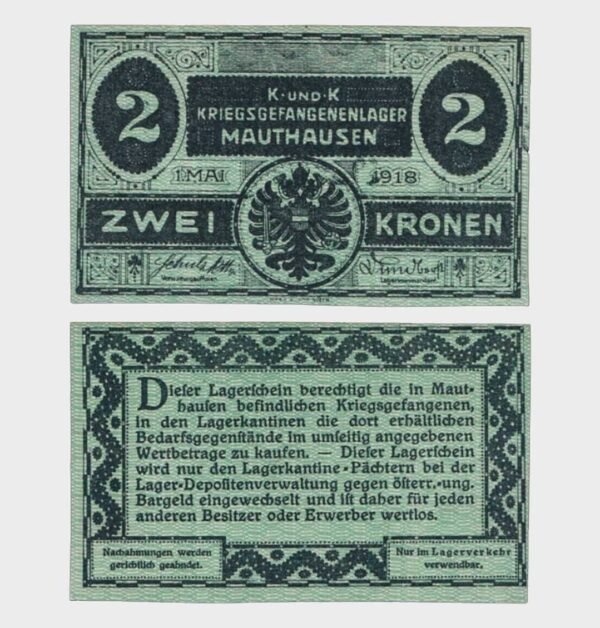 2
K·UND·K
2
KRIEGSGEFANGENENLAGER
MAUTHAUSEN
1 MAI 1918
ZWEI KRONEN
Lagerkommandant
Dieser Lagerschein berechtigt die in Maut-
hausen befindlichen Kriegsgefangenen,
in den Lagerkantinen die dort erhältlichen
Bedarfsgegenstände im umseitig angegebenen
Wertbetrage zu kaufen. — Dieser Lagerschein
wird nur den Lagerkantine-Pächtern bei der
Lager-Depositenverwaltung gegen österr.-ung.
Bargeld eingewechselt und ist daher für jeden
anderen Besitzer oder Erwerber wertlos.
Nachahmungen werden
gerichtlich geahndet.
Nur im Lagerverkehr
verwendbar.